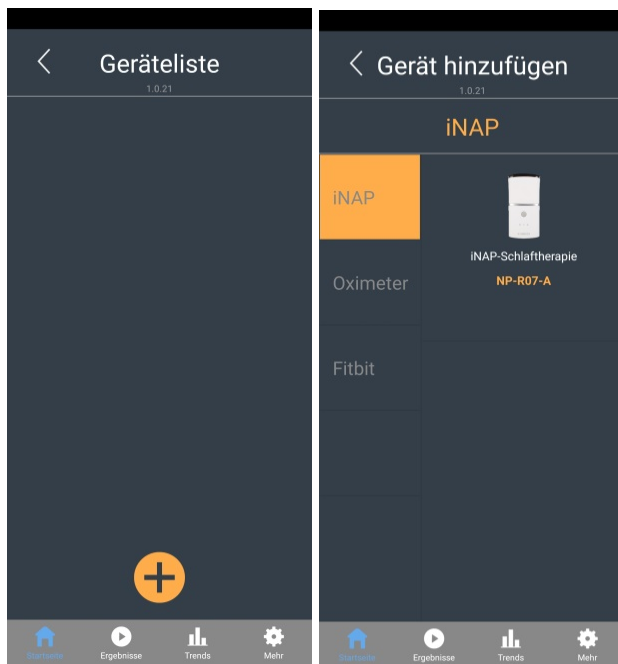 Geräteliste
1.0.21
Startseite
Ergebnisse
Trends
Mehr
Gerät hinzufügen
1.0.21
iNAP
iNAP
Oximeter
Fitbit
iNAP-Schlaftherapie
NP-R07-A
Startseite
Ergebnisse
Trends
Mehr